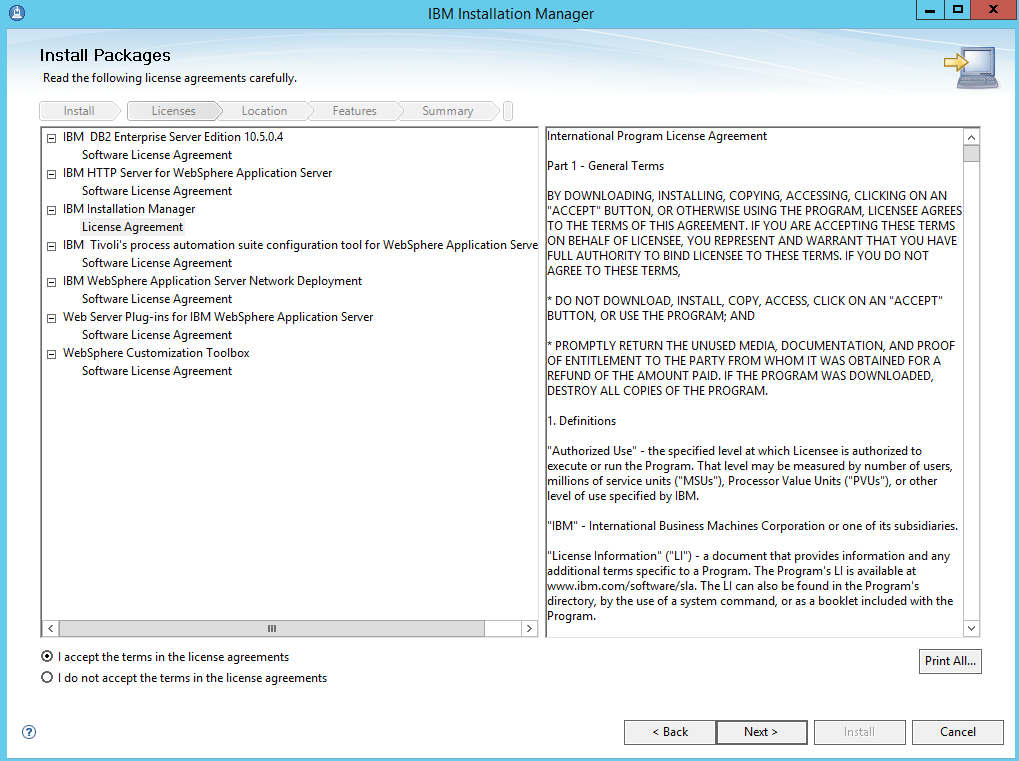 IBM Installation Manager
Install Packages
Read the following license agreements carefully.
Install
Licenses
Location
Features
Summary
IBM  DB2 Enterprise Server Edition 10.5.0.4
Software License Agreement
IBM HTTP Server for WebSphere Application Server
Software License Agreement
IBM Installation Manager
License Agreement
IBM  Tivoli's process automation suite configuration tool for WebSphere Application Serve
Software License Agreement
IBM WebSphere Application Server Network Deployment
Software License Agreement
Web Server Plug-ins for IBM WebSphere Application Server
Software License Agreement
WebSphere Customization Toolbox
Software License Agreement
International Program License Agreement
Part 1 - General Terms
BY DOWNLOADING, INSTALLING, COPYING, ACCESSING, CLICKING ON AN
"ACCEPT" BUTTON, OR OTHERWISE USING THE PROGRAM, LICENSEE AGREES
TO THE TERMS OF THIS AGREEMENT. IF YOU ARE ACCEPTING THESE TERMS
ON BEHALF OF LICENSEE, YOU REPRESENT AND WARRANT THAT YOU HAVE
FULL AUTHORITY TO BIND LICENSEE TO THESE TERMS. IF YOU DO NOT
AGREE TO THESE TERMS,
* DO NOT DOWNLOAD, INSTALL, COPY, ACCESS, CLICK ON AN "ACCEPT"
BUTTON, OR USE THE PROGRAM; AND
* PROMPTLY RETURN THE UNUSED MEDIA, DOCUMENTATION, AND PROOF
OF ENTITLEMENT TO THE PARTY FROM WHOM IT WAS OBTAINED FOR A
REFUND OF THE AMOUNT PAID. IF THE PROGRAM WAS DOWNLOADED,
DESTROY ALL COPIES OF THE PROGRAM.
1. Definitions
"Authorized Use" - the specified level at which Licensee is authorized to
execute or run the Program. That level may be measured by number of users,
millions of service units ("MSUs"), Processor Value Units ("PVUs"), or other
level of use specified by IBM.
"IBM" - International Business Machines Corporation or one of its subsidiaries.
"License Information" ("LI") - a document that provides information and any
additional terms specific to a Program. The Program's LI is available at
www.ibm.com/software/sla. The LI can also be found in the Program's
directory, by the use of a system command, or as a booklet included with the
Program.
I accept the terms in the license agreements
I do not accept the terms in the license agreements
Print All...
< Back
Next >
Install
Cancel